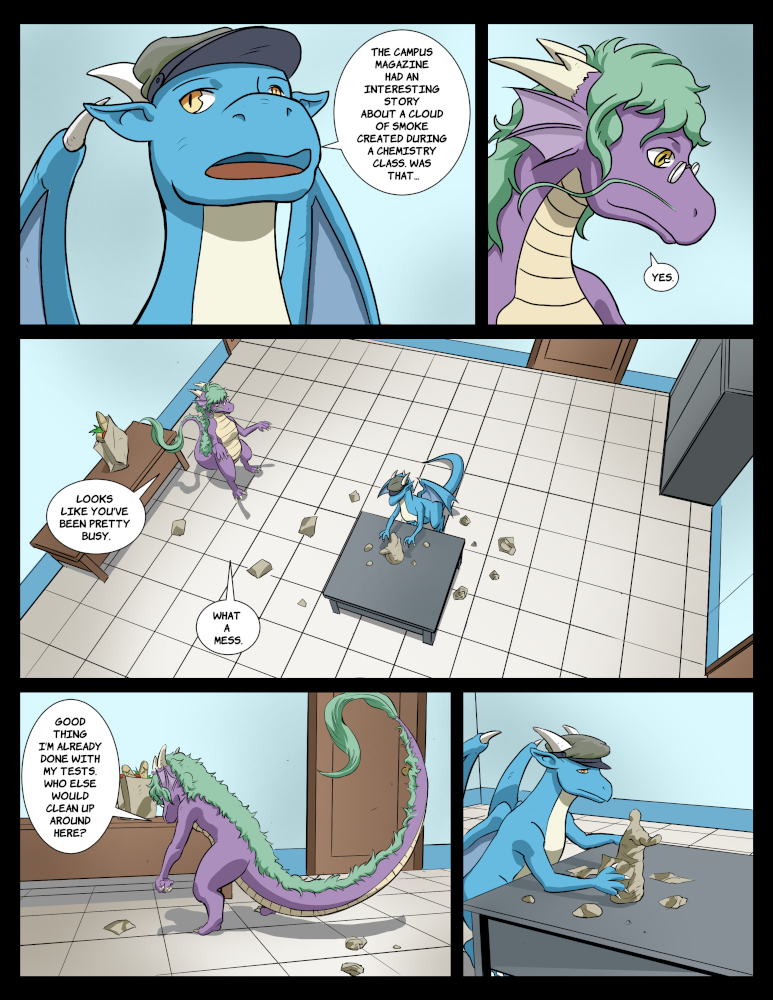 THE CAMPUS
MAGAZINE
HAD AN
INTERESTING
STORY
ABOUT A CLOUD
OF SMOKE
CREATED DURING
A CHEMISTRY
CLASS. WAS
THAT...
YES.
LOOKS
LIKE YOU'VE
BEEN PRETTY
BUSY.
WHAT
A
MESS.
GOOD
THING
I'M ALREADY
DONE WITH
MY TESTS.
WHO ELSE
WOULD
CLEAN UP
AROUND
HERE?